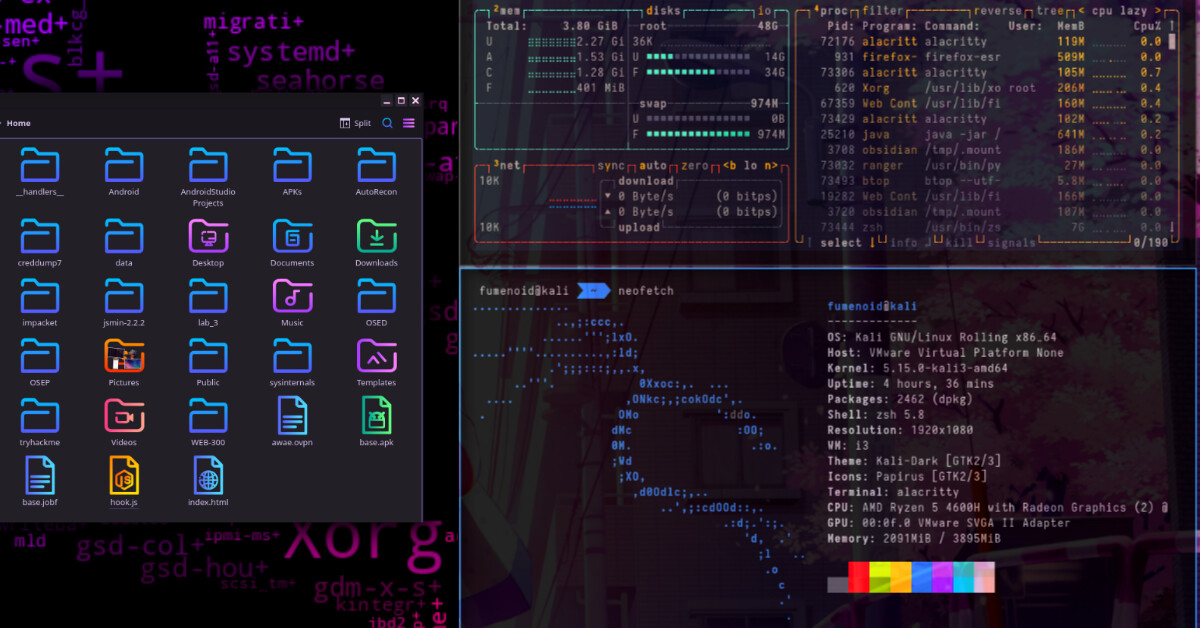 migrati+
med+
sen+
blkcg
sd-a11+
systemd+
s+
seahorse
Home
Split
__handlers__
Android
AndroidStudio
Projects
APKs
AutoRecon
creddump7
data
Desktop
Documents
Downloads
impacket
jsmin-2.2.2
lab_3
Music
OSED
OSEP
Pictures
Public
sysinternals
Templates
tryhackme
Videos
WEB-300
awae.ovpn
base.apk
base.jobf
hook.js
index.html
mld
gsd-col+
ipmi-ms+
Xorg
gsd-hou+
scsi_tm+
gdm-x-s+
kintegr+
ibd2
2mem
disks
io
Total: 3.80 GiB
root 48G
U 2.27 Gi
36K
A 1.53 Gi
U 14G
C 1.28 Gi
F 34G
F 401 MiB
swap 974M
U 0B
F 974M
3net sync auto zero <b lo n>
10K
download
▼ 0 Byte/s (0 bitps)
▲ 0 Byte/s (0 bitps)
10K
upload
4proc filter reverse tree < cpu lazy >
Pid: Program: Command: User: MemB Cpu% ↑
72176 alacritt alacritty 119M 0.0
931 firefox- firefox-esr 509M 0.0
73306 alacritt alacritty 105M 0.7
620 Xorg /usr/lib/xo root 206M 0.4
67359 Web Cont /usr/lib/fi 160M 0.4
73429 alacritt alacritty 102M 0.2
25210 java java -jar / 641M 0.2
3708 obsidian /tmp/.mount 186M 0.0
73032 ranger /usr/bin/py 27M 0.0
73493 btop btop --utf- 5.8M 0.0
19282 Web Cont /usr/lib/fi 166M 0.0
3720 obsidian /tmp/.mount 107M 0.0
73444 zsh /usr/bin/zs 7G 0.0 ↓
↑ select ↓ info ↲ kill signals 0/190
fumenoid@kali ~ neofetch
fumenoid@kali
-------------
OS: Kali GNU/Linux Rolling x86_64
Host: VMware Virtual Platform None
Kernel: 5.15.0-kali3-amd64
Uptime: 4 hours, 36 mins
Packages: 2462 (dpkg)
Shell: zsh 5.8
Resolution: 1920x1080
WM: i3
Theme: Kali-Dark [GTK2/3]
Icons: Papirus [GTK2/3]
Terminal: alacritty
CPU: AMD Ryzen 5 4600H with Radeon Graphics (2) @
GPU: 00:0f.0 VMware SVGA II Adapter
Memory: 2091MiB / 3895MiB